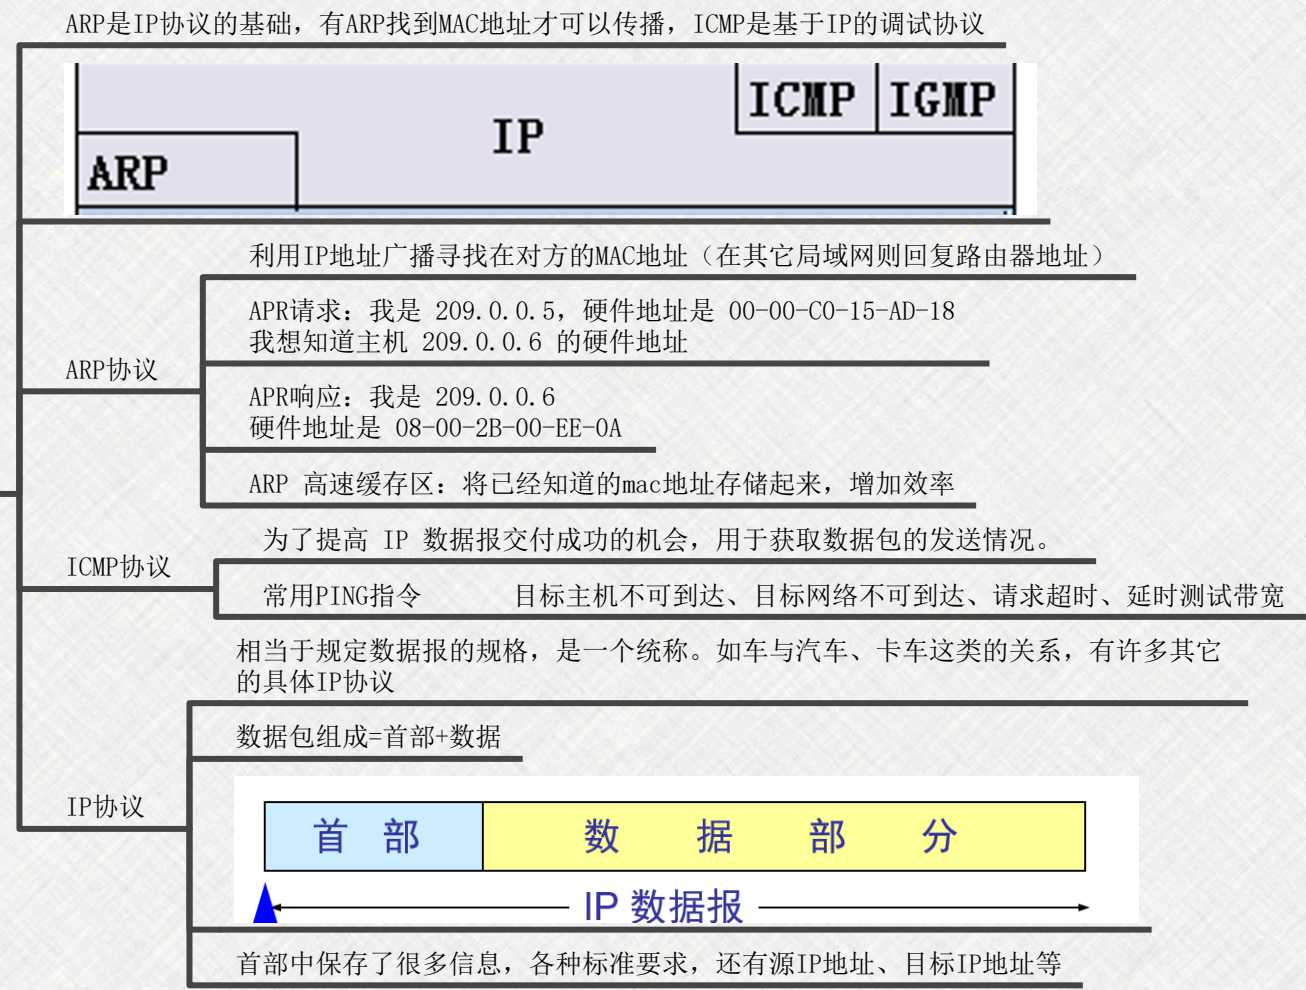 ARP是IP协议的基础，有ARP找到MAC地址才可以传播，ICMP是基于IP的调试协议
ICMP
IGMP
IP
ARP
ARP协议
利用IP地址广播寻找在对方的MAC地址（在其它局域网则回复路由器地址）
APR请求：我是 209.0.0.5，硬件地址是 00-00-C0-15-AD-18
我想知道主机 209.0.0.6 的硬件地址
APR响应：我是 209.0.0.6
硬件地址是 08-00-2B-00-EE-0A
ARP 高速缓存区：将已经知道的mac地址存储起来，增加效率
ICMP协议
为了提高 IP 数据报交付成功的机会，用于获取数据包的发送情况。
常用PING指令 目标主机不可到达、目标网络不可到达、请求超时、延时测试带宽
IP协议
相当于规定数据报的规格，是一个统称。如车与汽车、卡车这类的关系，有许多其它
的具体IP协议
数据包组成=首部+数据
首 部
数 据 部 分
IP 数据报
首部中保存了很多信息，各种标准要求，还有源IP地址、目标IP地址等